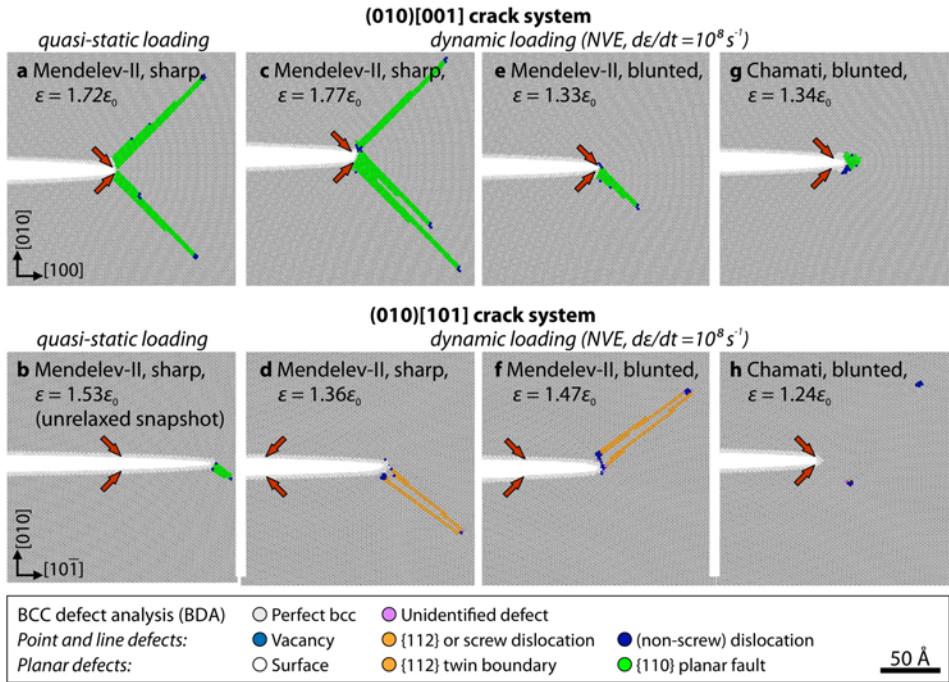 (010)[001] crack system
quasi-static loading
dynamic loading (NVE, dε/dt =10⁸ s⁻¹)
a Mendelev-II, sharp,
ε = 1.72ε₀
c Mendelev-II, sharp,
ε = 1.77ε₀
e Mendelev-II, blunted,
ε = 1.33ε₀
g Chamati, blunted,
ε = 1.34ε₀
[010]
[100]
(010)[101] crack system
quasi-static loading
dynamic loading (NVE, dε/dt =10⁸ s⁻¹)
b Mendelev-II, sharp,
ε = 1.53ε₀
(unrelaxed snapshot)
d Mendelev-II, sharp,
ε = 1.36ε₀
f Mendelev-II, blunted,
ε = 1.47ε₀
h Chamati, blunted,
ε = 1.24ε₀
[010]
[101̄]
BCC defect analysis (BDA) Perfect bcc Unidentified defect
Point and line defects: Vacancy {112} or screw dislocation (non-screw) dislocation
Planar defects: Surface {112} twin boundary {110} planar fault
50 Å